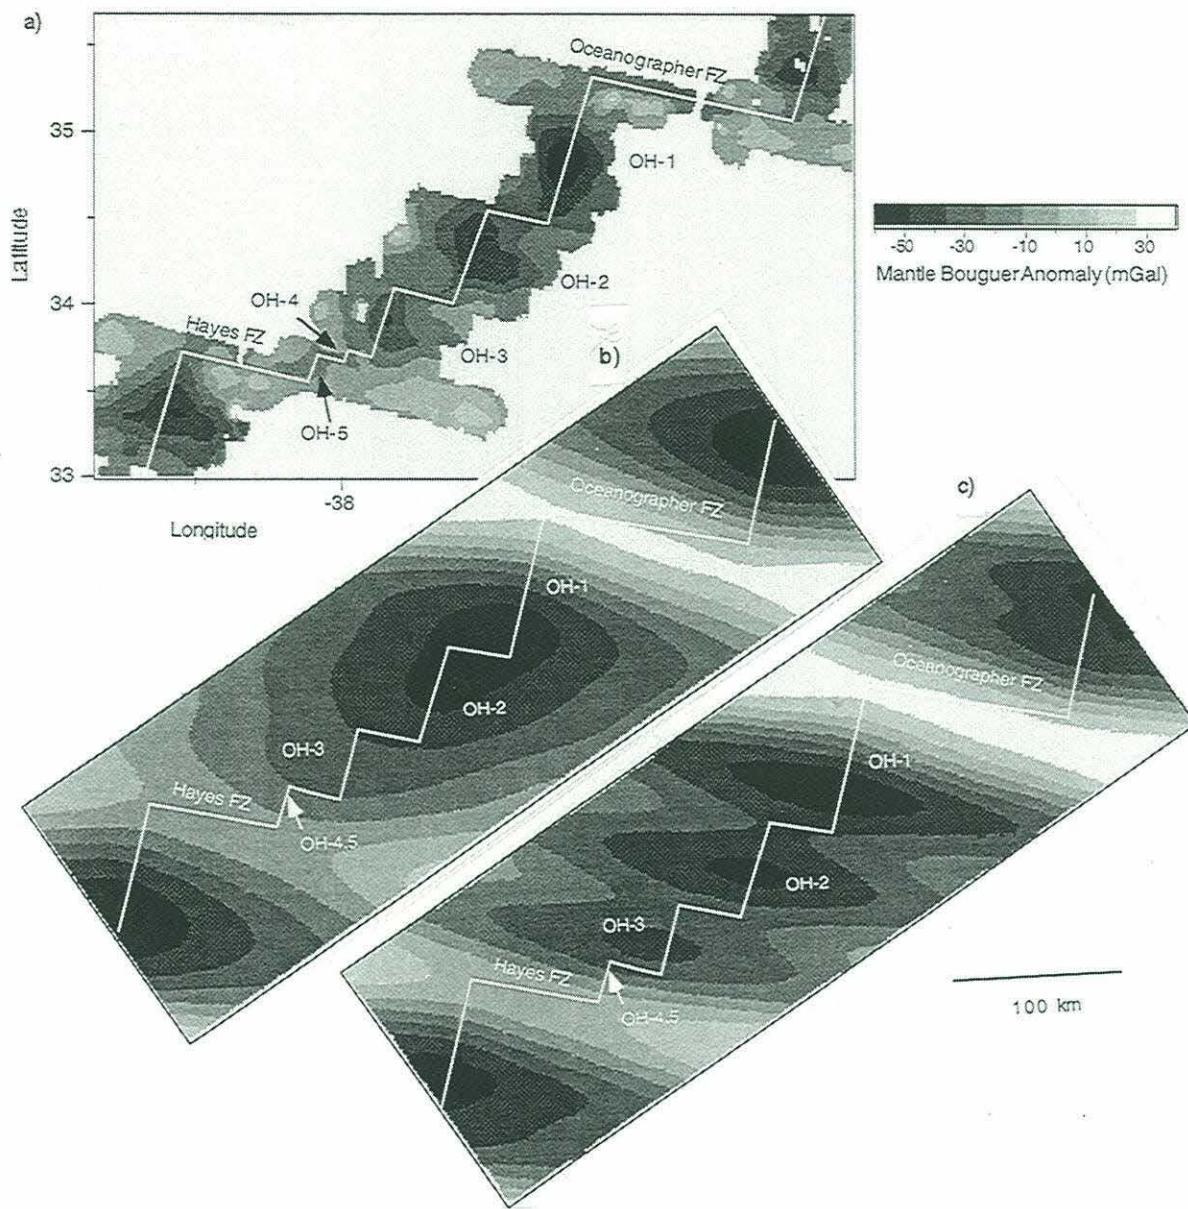 a)
Oceanographer FZ
35
OH-1
Latitude
-50 -30 -10 10 30
Mantle Bouguer Anomaly (mGal)
OH-2
OH-4
34
Hayes FZ
OH-3
b)
OH-5
33
-38
Longitude
Oceanographer FZ
c)
OH-1
Oceanographer FZ
OH-2
OH-3
OH-1
Hayes FZ
OH-4.5
OH-2
OH-3
Hayes FZ
OH-4.5
100 km